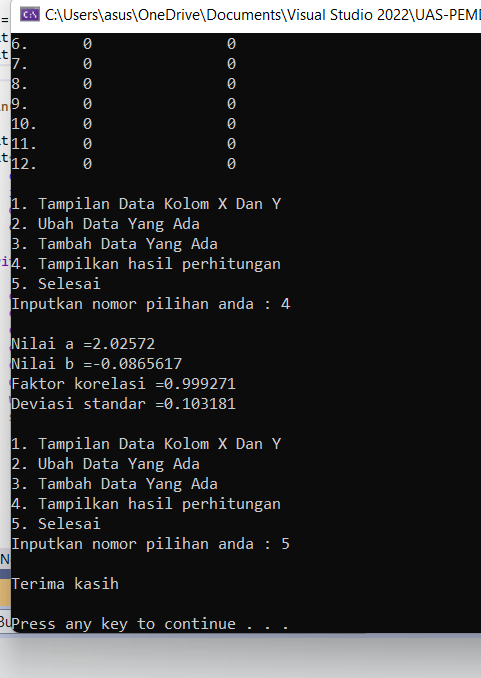 C:\Users\asus\OneDrive\Documents\Visual Studio 2022\UAS-PEM
6. 0 0
7. 0 0
8. 0 0
9. 0 0
10. 0 0
11. 0 0
12. 0 0
1. Tampilan Data Kolom X Dan Y
2. Ubah Data Yang Ada
3. Tambah Data Yang Ada
4. Tampilkan hasil perhitungan
5. Selesai
Inputkan nomor pilihan anda : 4
Nilai a =2.02572
Nilai b =-0.0865617
Faktor korelasi =0.999271
Deviasi standar =0.103181
1. Tampilan Data Kolom X Dan Y
2. Ubah Data Yang Ada
3. Tambah Data Yang Ada
4. Tampilkan hasil perhitungan
5. Selesai
Inputkan nomor pilihan anda : 5
Terima kasih
Press any key to continue . . .